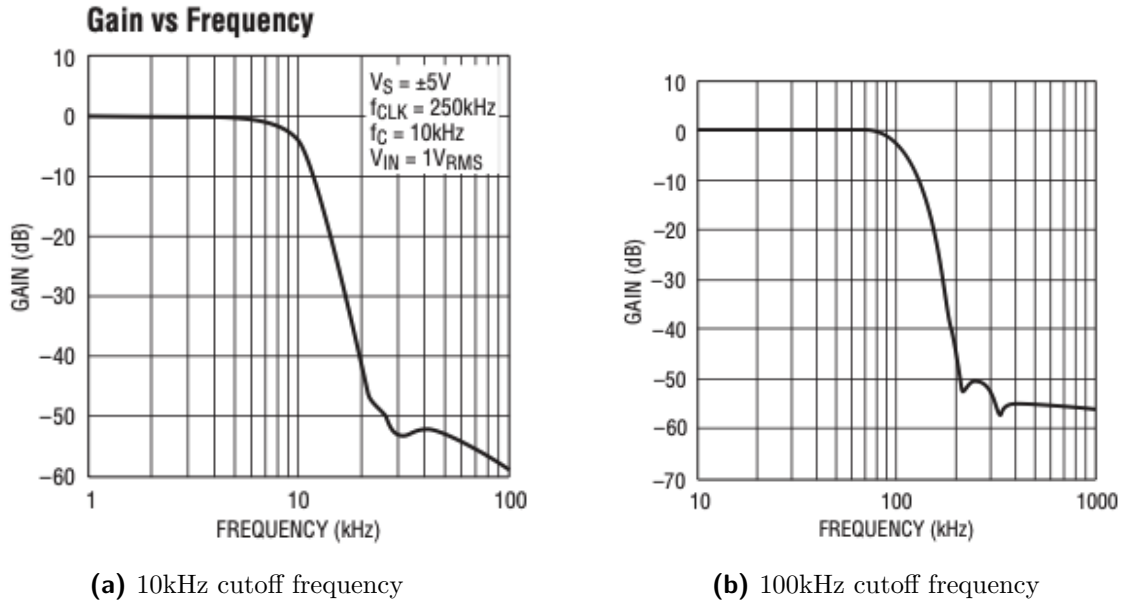 Gain vs Frequency
10
0
−10
−20
−30
−40
−50
−60
GAIN (dB)
VS = ±5V
fCLK = 250kHz
fC = 10kHz
VIN = 1VRMS
1
10
100
FREQUENCY (kHz)
(a) 10kHz cutoff frequency
10
0
−10
−20
−30
−40
−50
−60
−70
GAIN (dB)
10
100
1000
FREQUENCY (kHz)
(b) 100kHz cutoff frequency